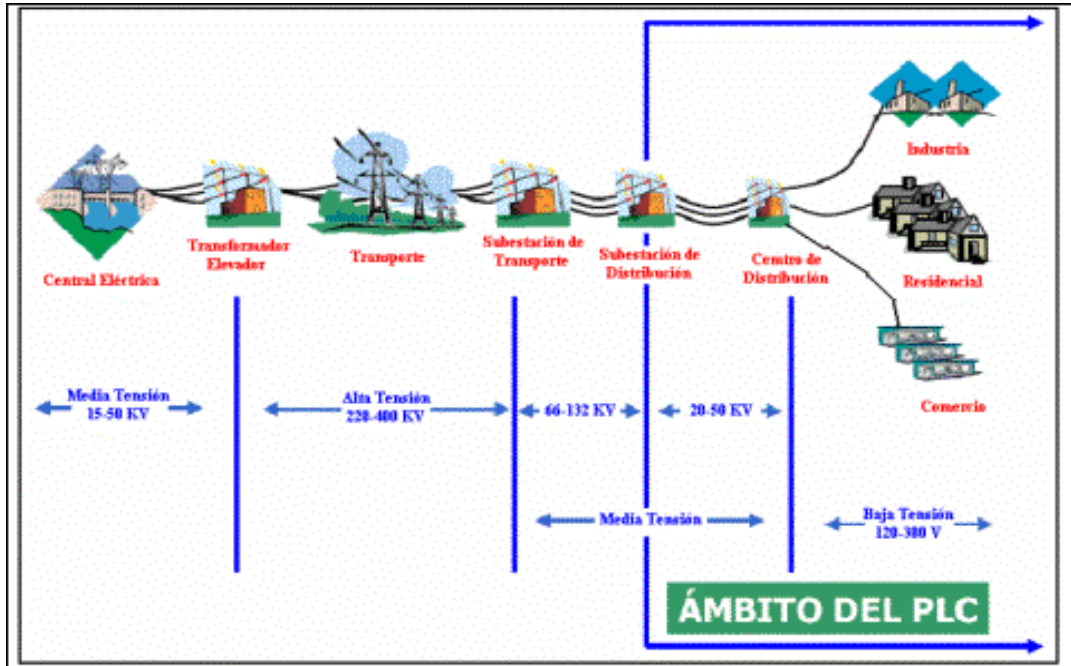 Industria
Central Eléctrica
Transformador
Elevador
Transporte
Subestación de
Transporte
Subestación de
Distribución
Centro de
Distribución
Residencial
Comercio
Media Tensión
15-50 KV
Alta Tensión
220-400 KV
66-132 KV
20-50 KV
Media Tensión
Baja Tensión
120-300 V
ÁMBITO DEL PLC